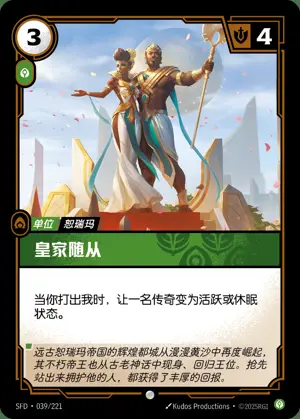 3
4
单位 恕瑞玛
皇家随从
当你打出我时，让一名传奇变为活跃或休眠
状态。
远古恕瑞玛帝国的辉煌都城从漫漫黄沙中再度崛起，
其不朽帝王也从古老神话中现身、回归王位。抢先
站出来拥护他的人，都获得了丰厚的回报。
SFD • 039/221
Kudos Productions
©2025RGI